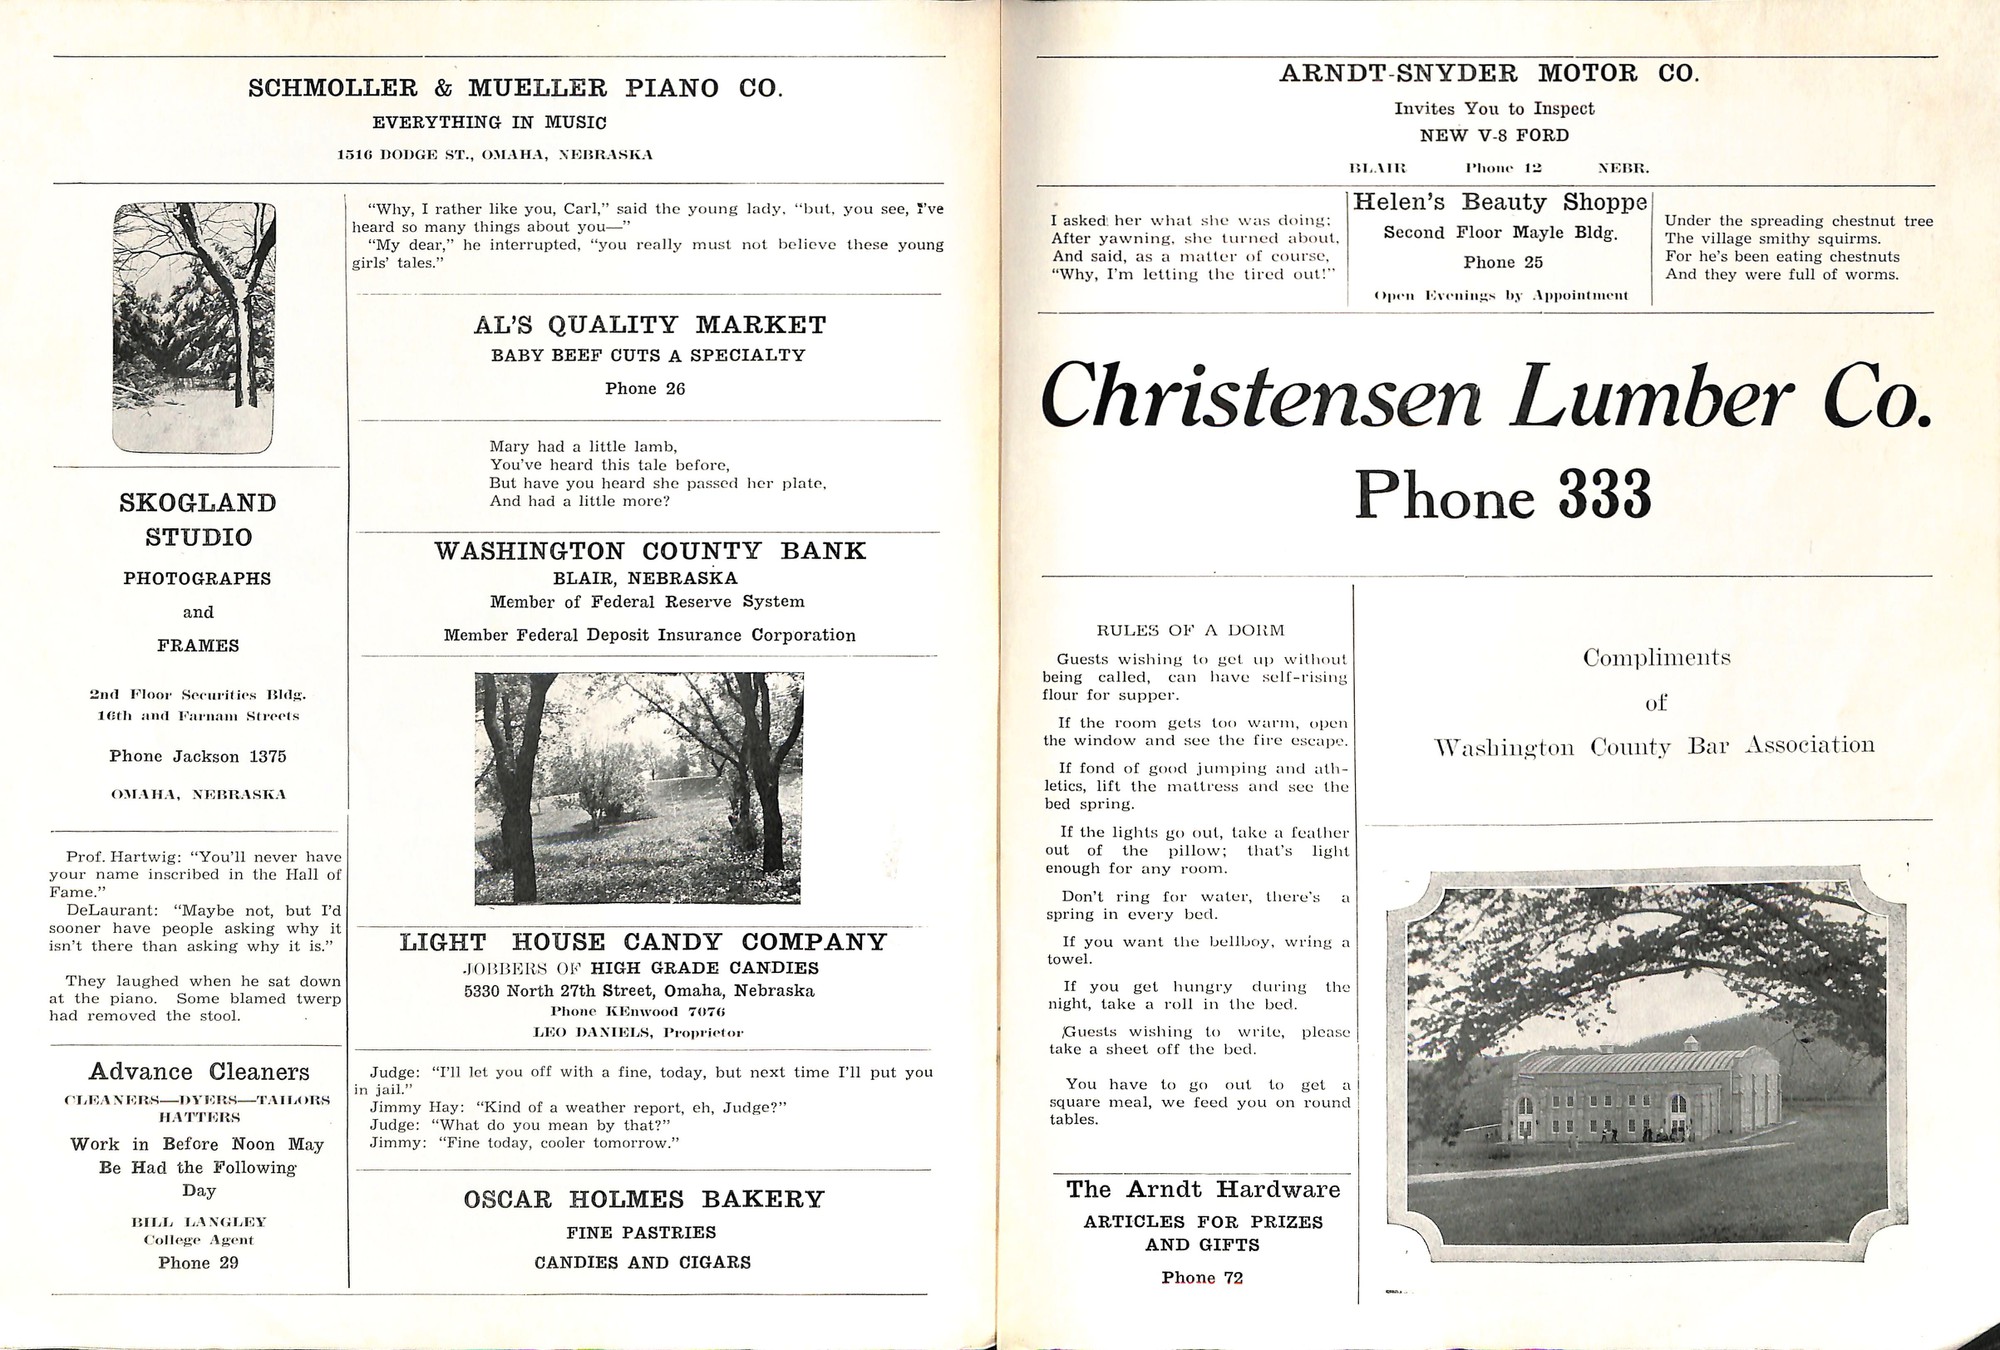 SCHMOLLER & MUELLER PIANO CO.
EVERYTHING IN MUSIC
1516 DODGE ST., OMAHA, NEBRASKA
SKOGLAND
STUDIO
PHOTOGRAPHS
and
FRAMES
2nd Floor Securities Bldg.
16th and Farnam Streets
Phone Jackson 1375
OMAHA, NEBRASKA
Prof. Hartwig: "You'll never have
your name inscribed in the Hall of
Fame."
DeLaurant: "Maybe not, but I'd
sooner have people asking why it
isn't there than asking why it is."
They laughed when he sat down
at the piano. Some blamed twerp
had removed the stool.
Advance Cleaners
CLEANERS—DYERS—TAILORS
HATTERS
Work in Before Noon May
Be Had the Following
Day
BILL LANGLEY
College Agent
Phone 29
"Why, I rather like you, Carl," said the young lady, "but, you see, I've
heard so many things about you—"
"My dear," he interrupted, "you really must not believe these young
girls' tales."
AL'S QUALITY MARKET
BABY BEEF CUTS A SPECIALTY
Phone 26
Mary had a little lamb,
You've heard this tale before,
But have you heard she passed her plate,
And had a little more?
WASHINGTON COUNTY BANK
BLAIR, NEBRASKA
Member of Federal Reserve System
Member Federal Deposit Insurance Corporation
LIGHT HOUSE CANDY COMPANY
JOBBERS OF HIGH GRADE CANDIES
5330 North 27th Street, Omaha, Nebraska
Phone KEnwood 7076
LEO DANIELS, Proprietor
Judge: "I'll let you off with a fine, today, but next time I'll put you
in jail."
Jimmy Hay: "Kind of a weather report, eh, Judge?"
Judge: "What do you mean by that?"
Jimmy: "Fine today, cooler tomorrow."
OSCAR HOLMES BAKERY
FINE PASTRIES
CANDIES AND CIGARS
ARNDT-SNYDER MOTOR CO.
Invites You to Inspect
NEW V-8 FORD
BLAIR Phone 12 NEBR.
I asked her what she was doing;
After yawning, she turned about,
And said, as a matter of course,
"Why, I'm letting the tired out!"
Helen's Beauty Shoppe
Second Floor Mayle Bldg.
Phone 25
Open Evenings by Appointment
Under the spreading chestnut tree
The village smithy squirms.
For he's been eating chestnuts
And they were full of worms.
Christensen Lumber Co.
Phone 333
RULES OF A DORM
Guests wishing to get up without
being called, can have self-rising
flour for supper.
If the room gets too warm, open
the window and see the fire escape.
If fond of good jumping and ath-
letics, lift the mattress and see the
bed spring.
If the lights go out, take a feather
out of the pillow; that's light
enough for any room.
Don't ring for water, there's a
spring in every bed.
If you want the bellboy, wring a
towel.
If you get hungry during the
night, take a roll in the bed.
Guests wishing to write, please
take a sheet off the bed.
You have to go out to get a
square meal, we feed you on round
tables.
The Arndt Hardware
ARTICLES FOR PRIZES
AND GIFTS
Phone 72
Compliments
of
Washington County Bar Association